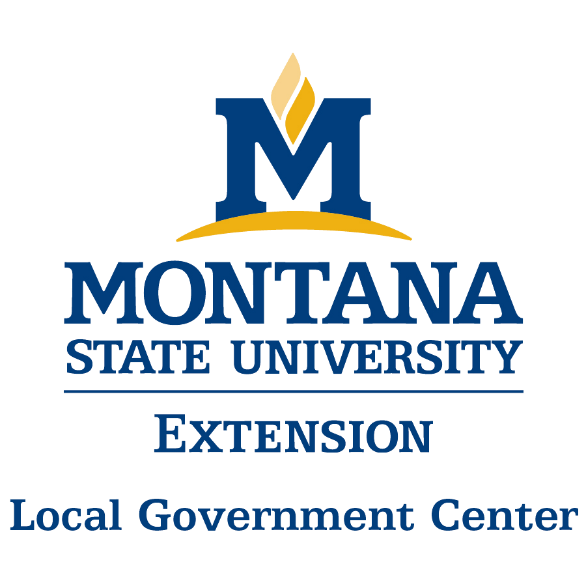 M
MONTANA
STATE UNIVERSITY
EXTENSION
Local Government Center